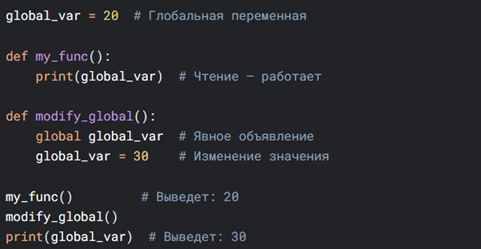 global_var = 20  # Глобальная переменная
def my_func():
    print(global_var)  # Чтение — работает
def modify_global():
    global global_var  # Явное объявление
    global_var = 30    # Изменение значения
my_func()         # Выведет: 20
modify_global()
print(global_var)  # Выведет: 30